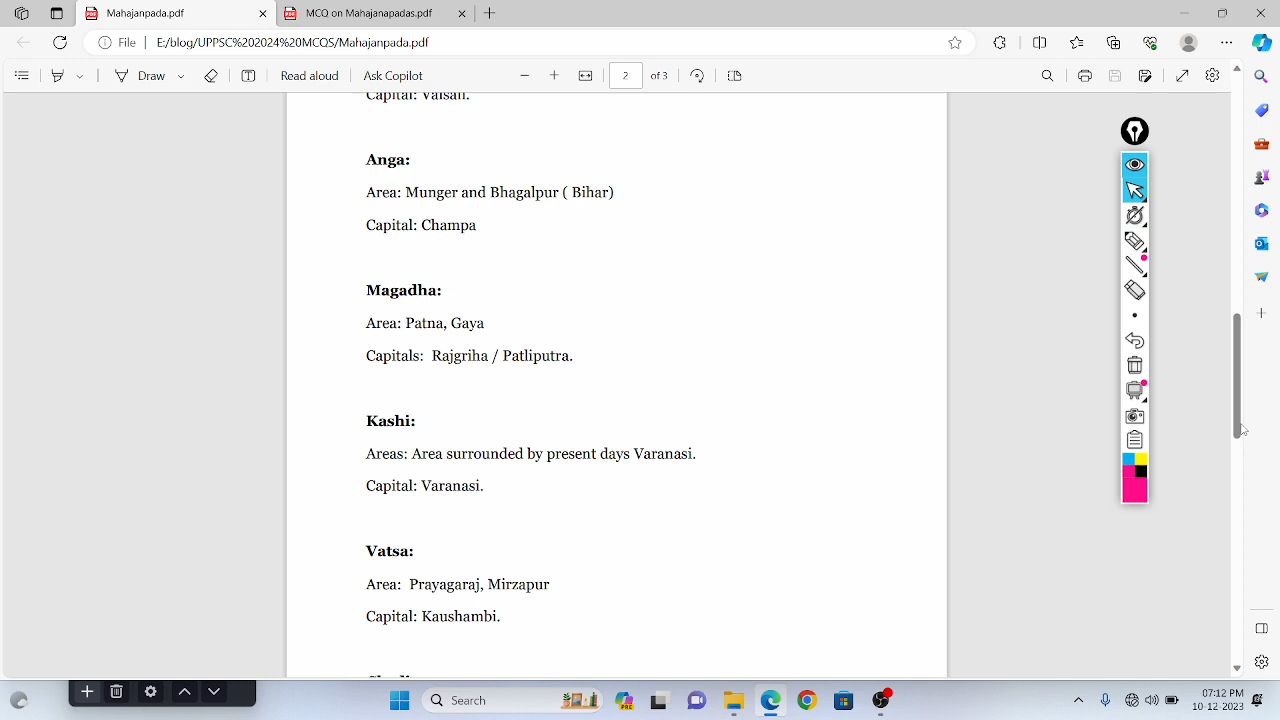 Mahajanpada.pdf
MCQ on Mahajanapadas.pdf
File
E:/blog/UPPSC%202024%20MCQS/Mahajanpada.pdf
Draw
Read aloud
Ask Copilot
2
of 3
Capital: Vaisali.
Anga:
Area: Munger and Bhagalpur ( Bihar)
Capital: Champa
Magadha:
Area: Patna, Gaya
Capitals: Rajgriha / Patliputra.
Kashi:
Areas: Area surrounded by present days Varanasi.
Capital: Varanasi.
Vatsa:
Area: Prayagaraj, Mirzapur
Capital: Kaushambi.
Search
07:12 PM
10-12-2023